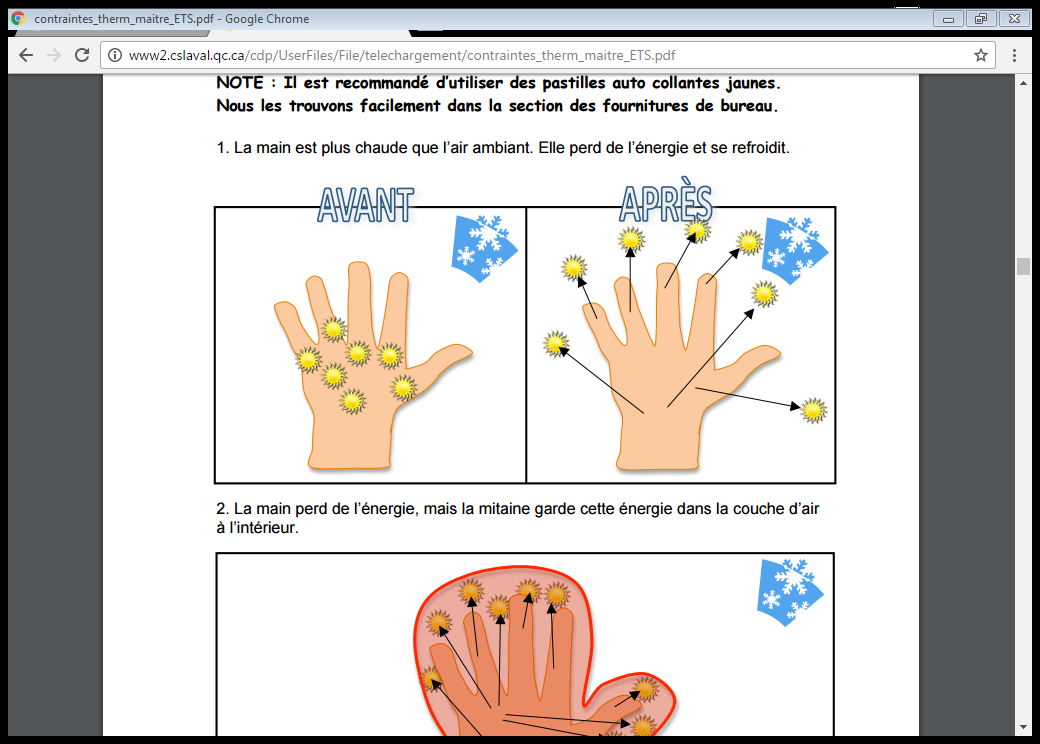 contraintes_therm_maitre_ETS.pdf - Google Chrome
www2.cslaval.qc.ca/cdp/UserFiles/File/telechargement/contraintes_therm_maitre_ETS.pdf
NOTE : Il est recommandé d'utiliser des pastilles auto collantes jaunes.
Nous les trouvons facilement dans la section des fournitures de bureau.
1. La main est plus chaude que l'air ambiant. Elle perd de l'énergie et se refroidit.
AVANT
APRÈS
2. La main perd de l'énergie, mais la mitaine garde cette énergie dans la couche d'air
à l'intérieur.